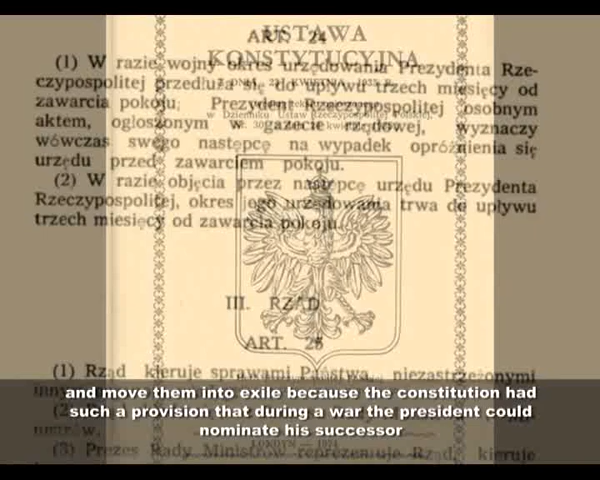 USTAWA
ART. 24
KONSTYTUCYJNA
(1) W razie wojny okres urzędowania Prezydenta Rze-
czypospolitej przedłuża się do upływu trzech miesięcy od
zawarcia pokoju; Prezydent Rzeczypospolitej osobnym
aktem, ogłoszonym w gazecie rządowej, wyznaczy
wówczas swego następcę na wypadek opróżnienia się
urzędu przed zawarciem pokoju.
(2) W razie objęcia przez następcę urzędu Prezydenta
Rzeczypospolitej, okres jego urzędowania trwa do upływu
trzech miesięcy od zawarcia pokoju.
III. RZĄD
ART. 25
(1) Rząd kieruje sprawami Państwa, niezastrzeżonymi
and move them into exile because the constitution had
such a provision that during a war the president could
nominate his successor
(3) Prezes Rady Ministrów reprezentuje Rząd, kieruje